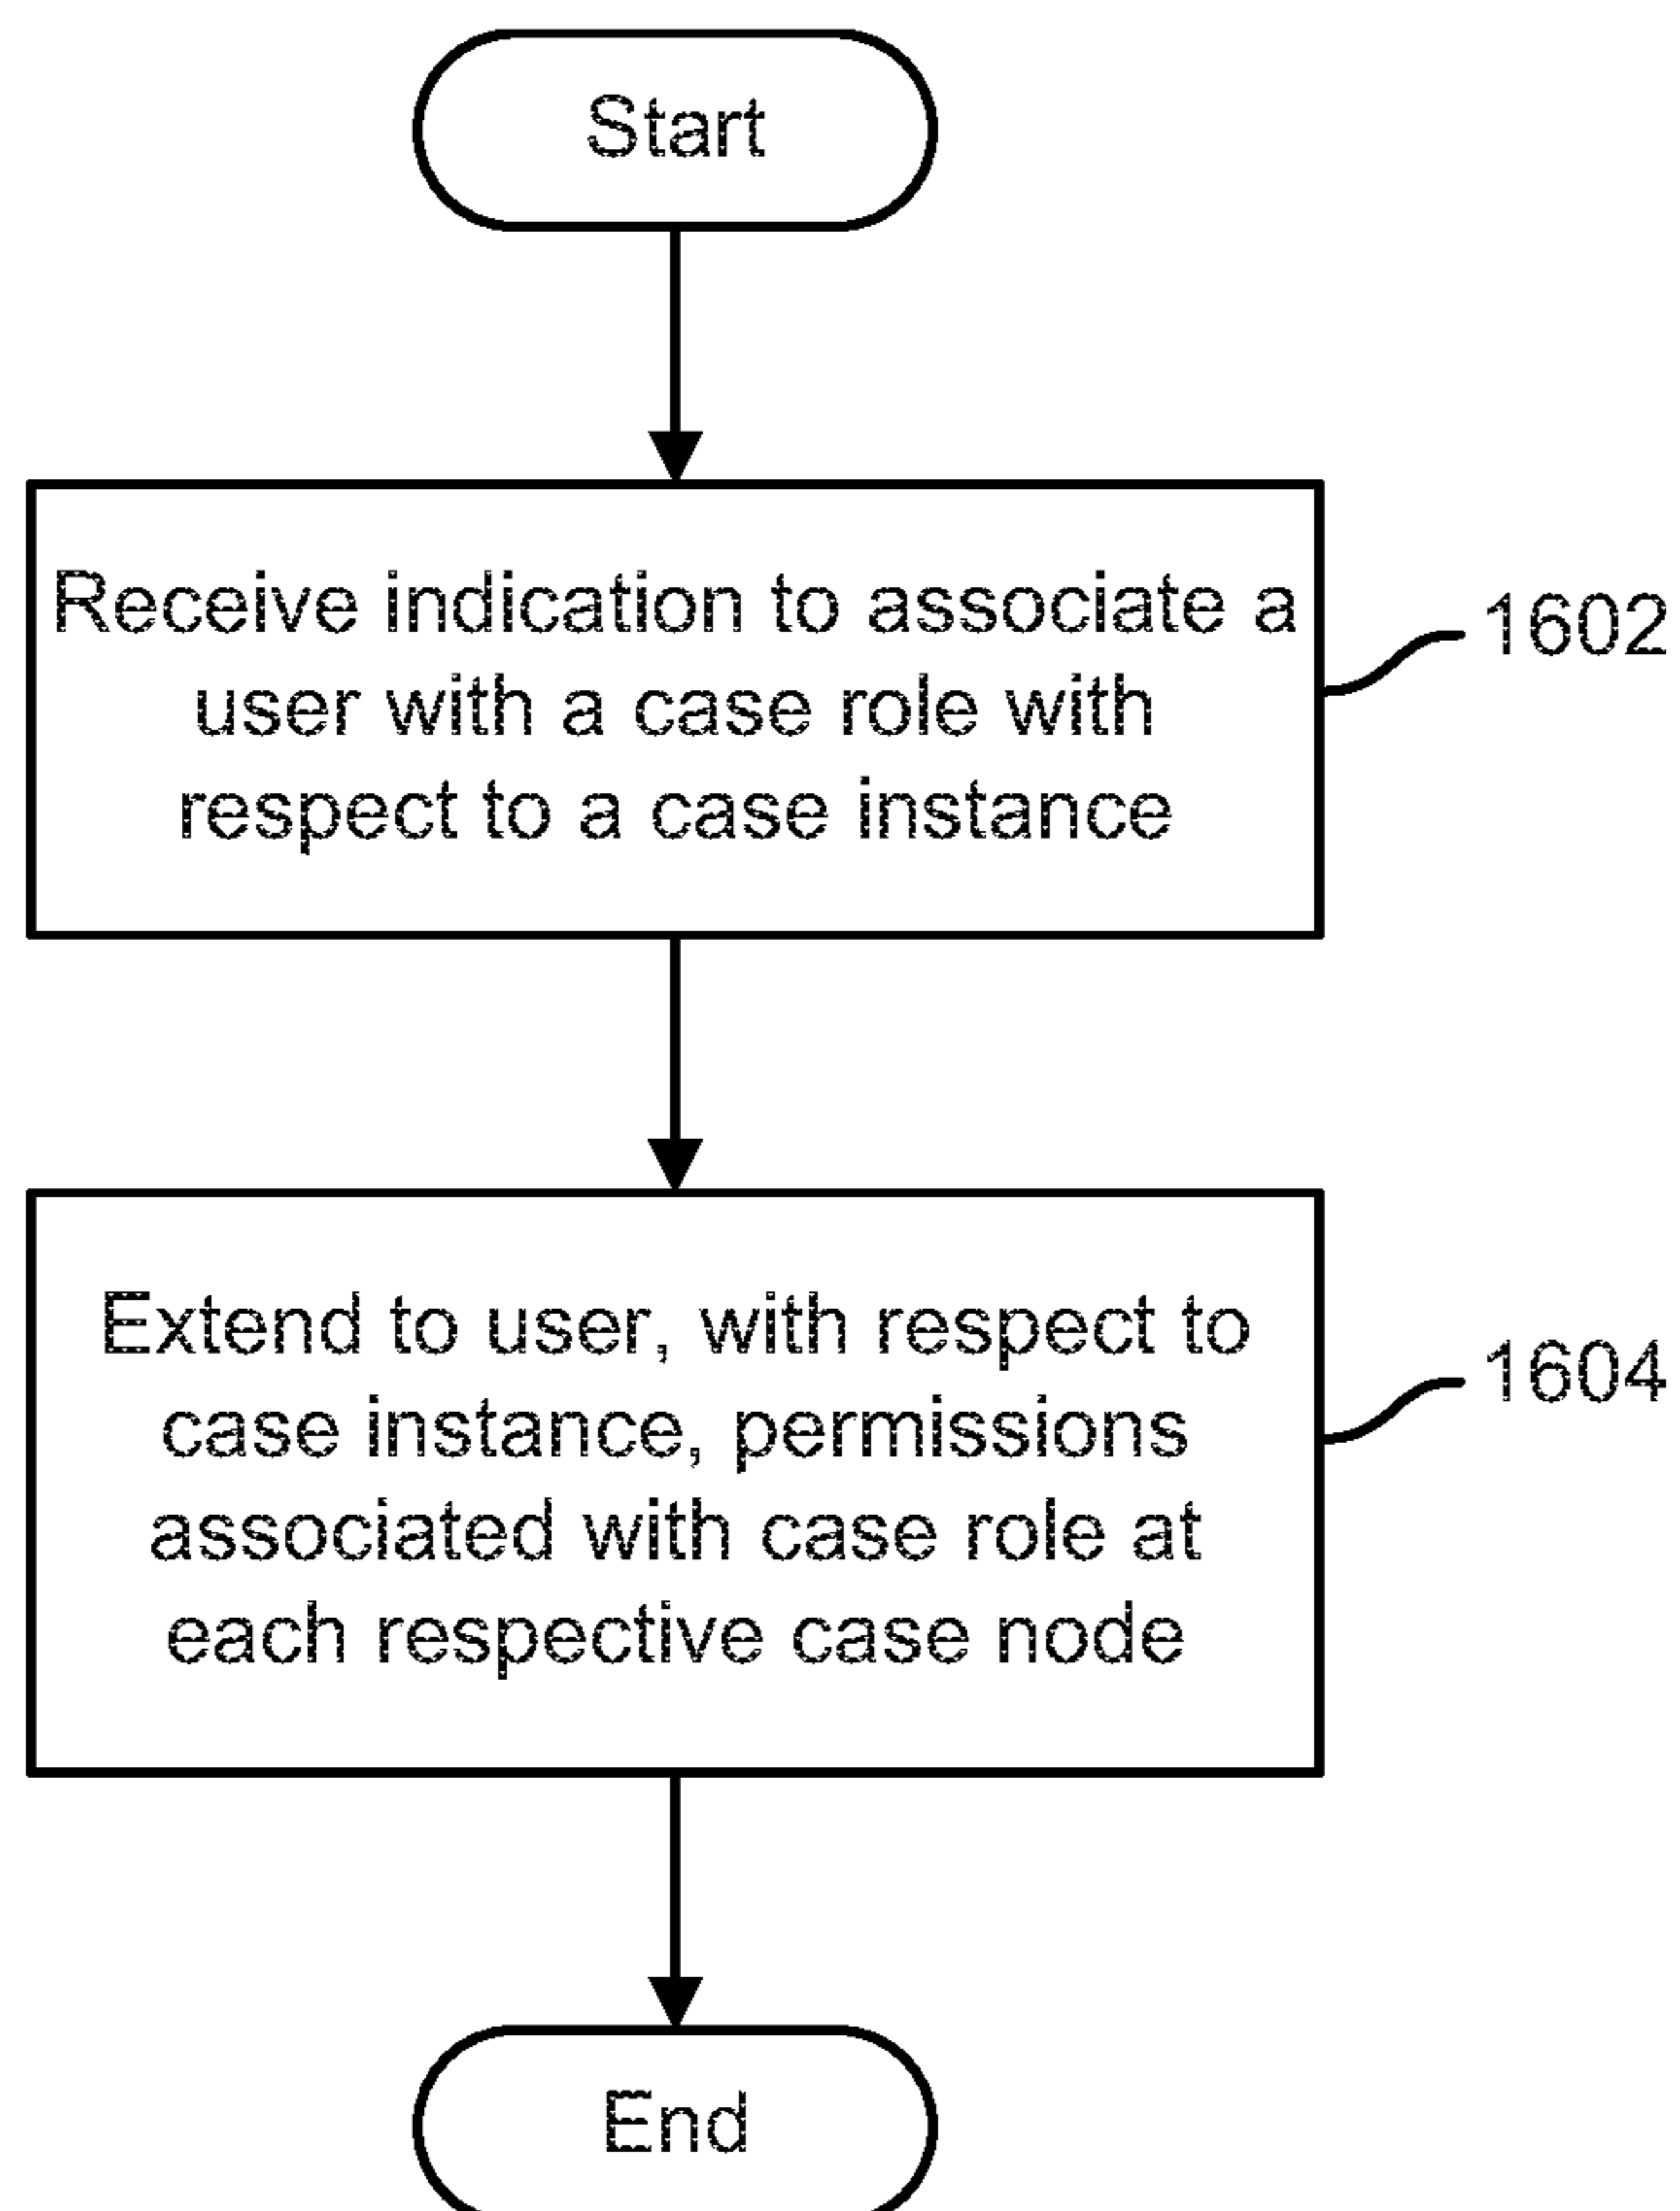 Start
Receive indication to associate a
user with a case role with
respect to a case instance
1602
Extend to user, with respect to
case instance, permissions
associated with case role at
each respective case node
1604
End